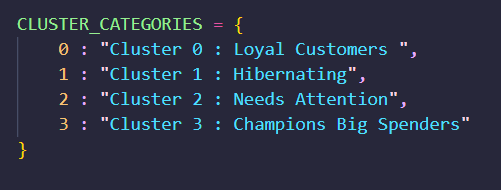 CLUSTER_CATEGORIES = {
    0 : "Cluster 0 : Loyal Customers ",
    1 : "Cluster 1 : Hibernating",
    2 : "Cluster 2 : Needs Attention",
    3 : "Cluster 3 : Champions Big Spenders"
}